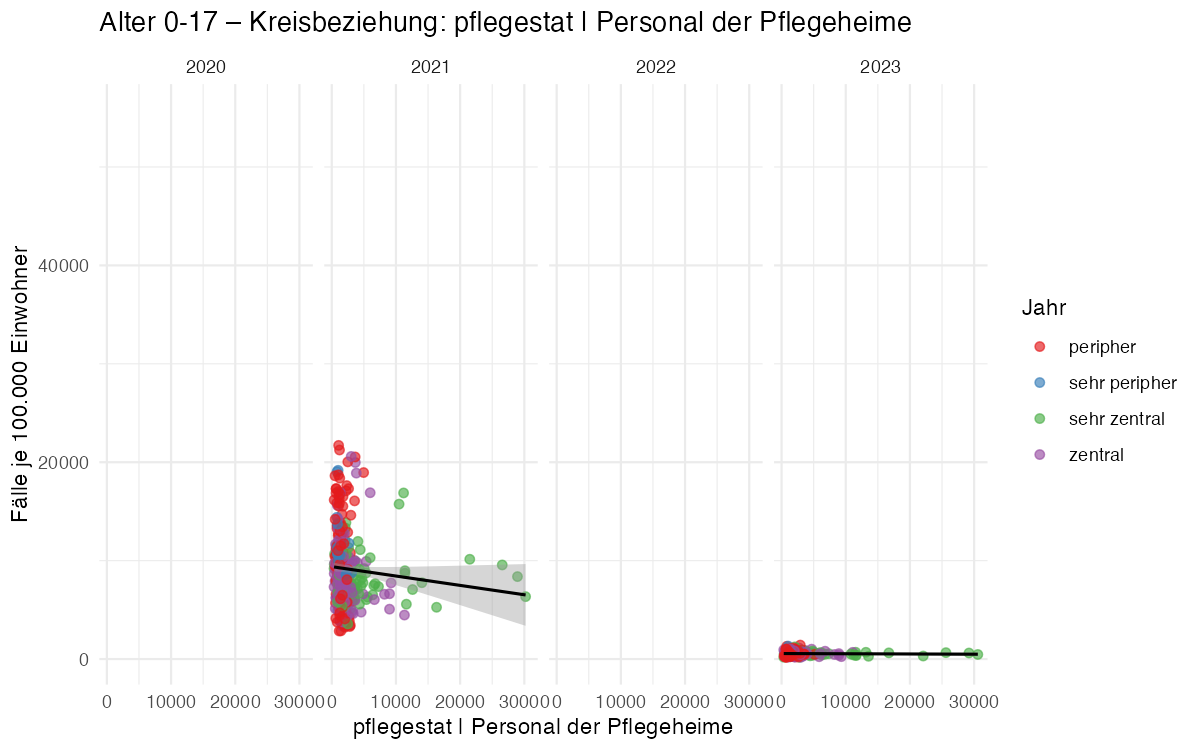 Alter 0-17 – Kreisbeziehung: pflegestat | Personal der Pflegeheime
2020 2021 2022 2023
Fälle je 100.000 Einwohner
40000
20000
0
Jahr
peripher
sehr peripher
sehr zentral
zentral
0 10000 20000 30000 0 10000 20000 30000 0 10000 20000 30000 0 10000 20000 30000
pflegestat | Personal der Pflegeheime